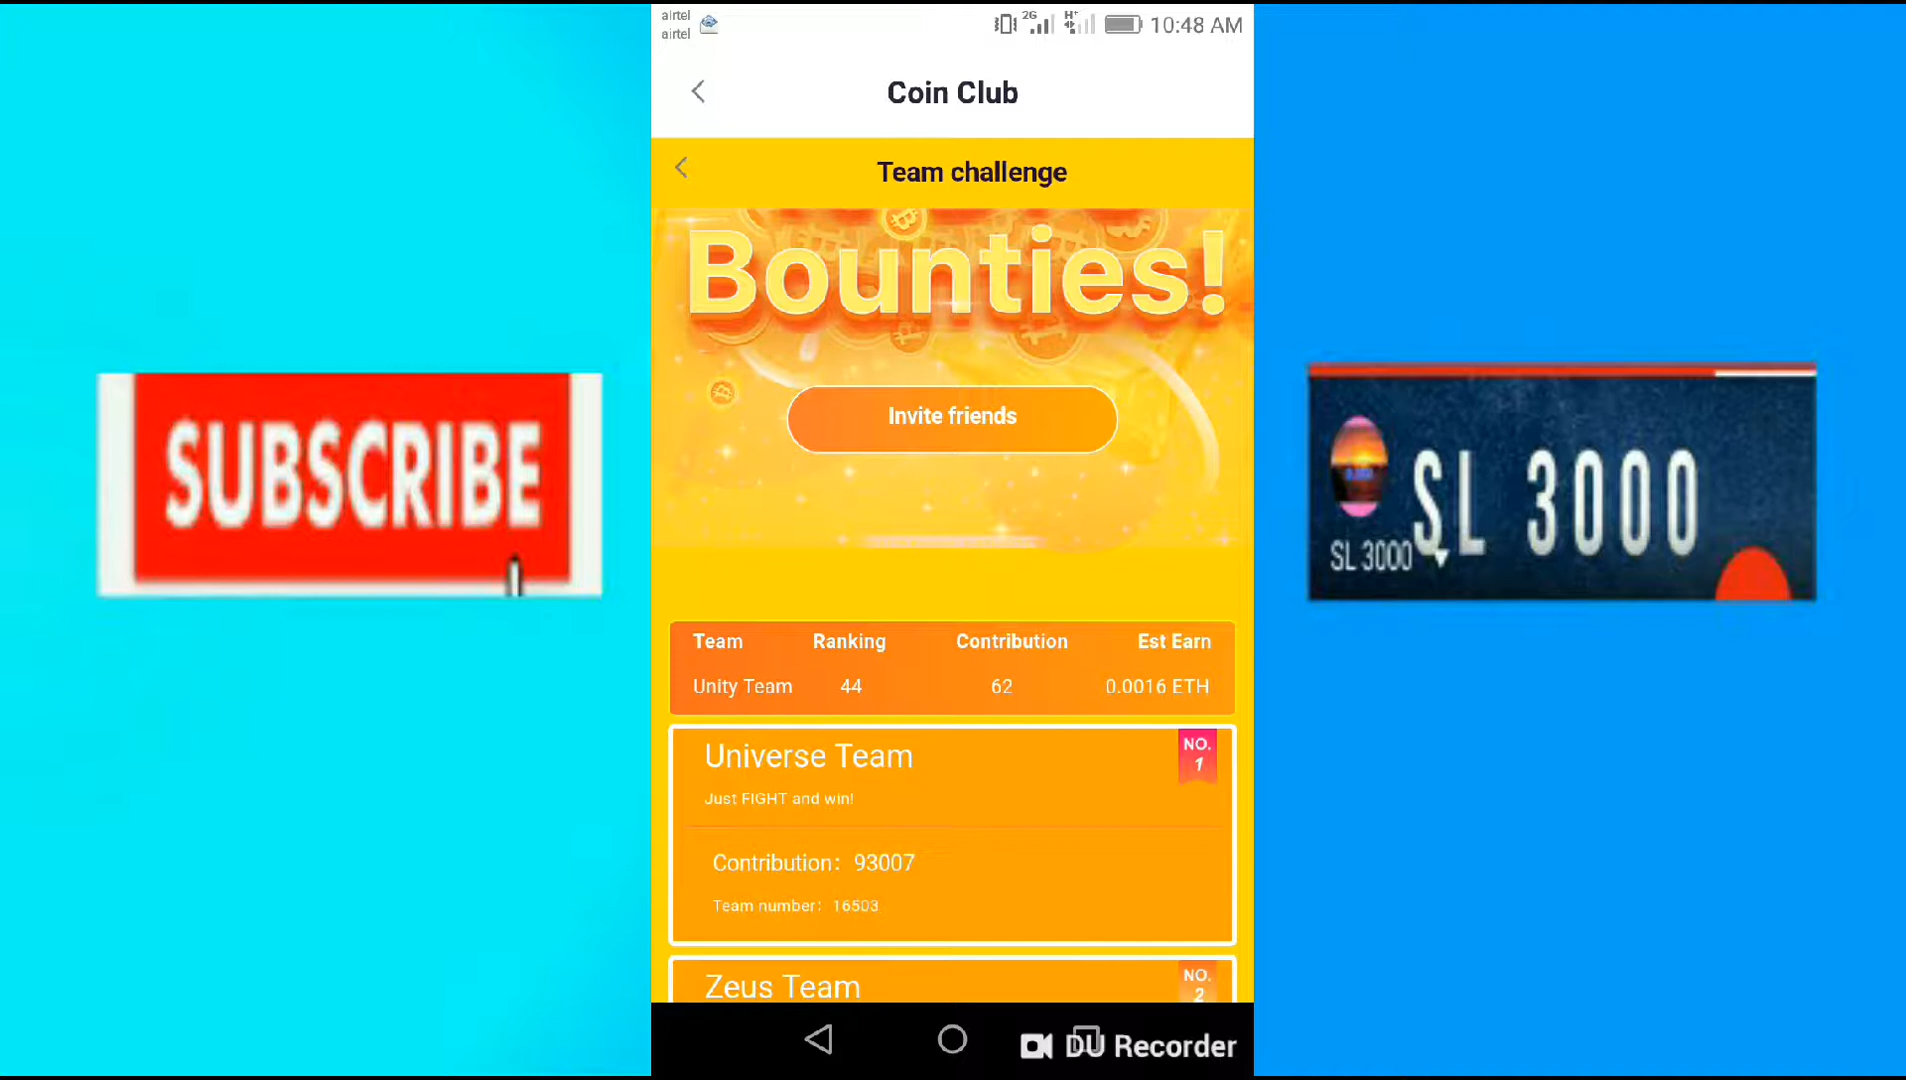 airtel
airtel
2G
H+
10:48 AM
Coin Club
Team challenge
Bounties!
Invite friends
SUBSCRIBE
SL 3000
SL 3000
Team Ranking Contribution Est Earn
Unity Team 44 62 0.0016 ETH
Universe Team
NO.
1
Just FIGHT and win!
Contribution: 93007
Team number: 16503
Zeus Team
NO.
2
DU Recorder